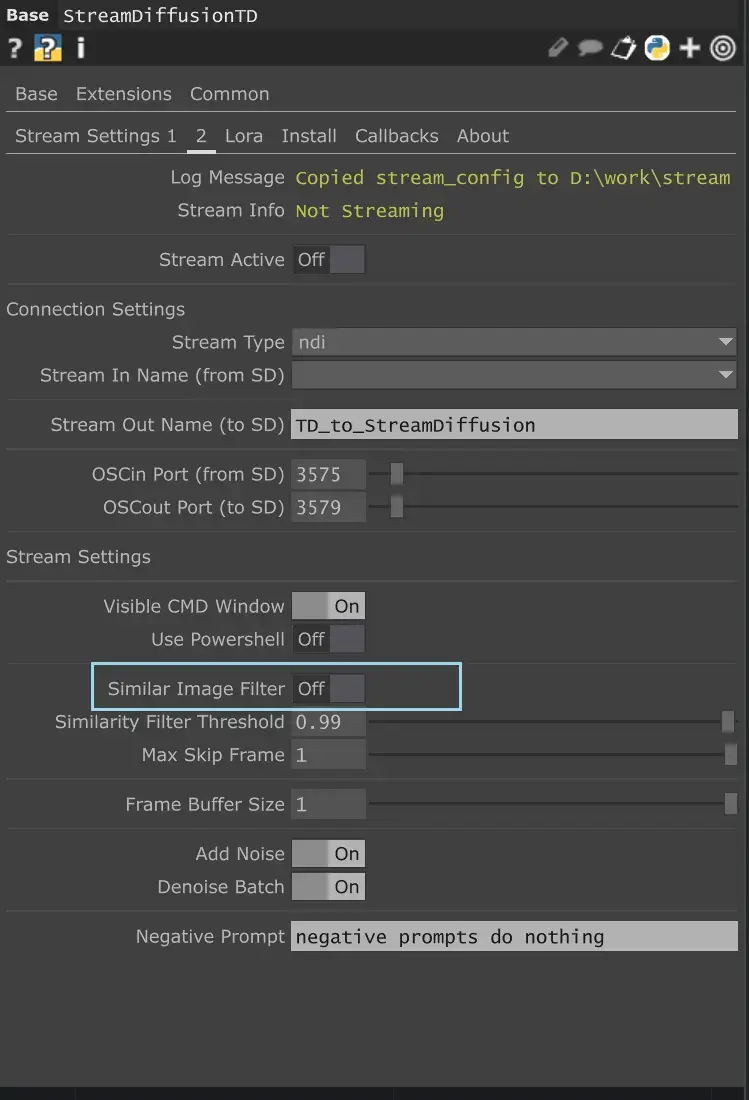 Base StreamDiffusionTD
? ? i
Base Extensions Common
Stream Settings 1 2 Lora Install Callbacks About
Log Message Copied stream_config to D:\work\stream
Stream Info Not Streaming
Stream Active Off
Connection Settings
Stream Type ndi
Stream In Name (from SD)
Stream Out Name (to SD) TD_to_StreamDiffusion
OSCin Port (from SD) 3575
OSCout Port (to SD) 3579
Stream Settings
Visible CMD Window On
Use Powershell Off
Similar Image Filter Off
Similarity Filter Threshold 0.99
Max Skip Frame 1
Frame Buffer Size 1
Add Noise On
Denoise Batch On
Negative Prompt negative prompts do nothing